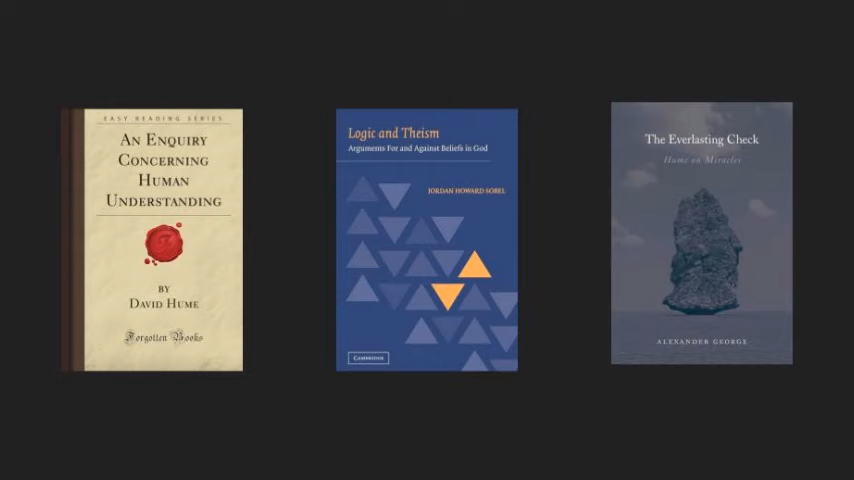 EASY READING SERIES
AN ENQUIRY
CONCERNING
HUMAN
UNDERSTANDING
BY
DAVID HUME
Forgotten Books
Logic and Theism
Arguments For and Against Beliefs in God
JORDAN HOWARD SOBEL
CAMBRIDGE
The Everlasting Check
Hume on Miracles
ALEXANDER GEORGE